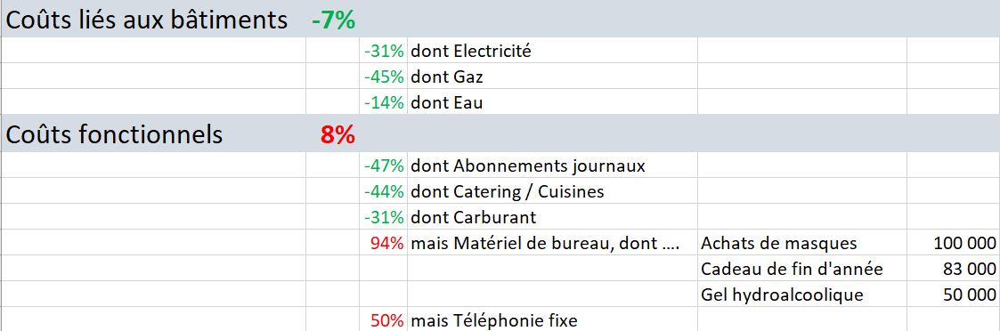 Coûts liés aux bâtiments -7%
-31% dont Electricité
-45% dont Gaz
-14% dont Eau
Coûts fonctionnels 8%
-47% dont Abonnements journaux
-44% dont Catering / Cuisines
-31% dont Carburant
94% mais Matériel de bureau, dont …. Achats de masques 100 000
Cadeau de fin d'année 83 000
Gel hydroalcoolique 50 000
50% mais Téléphonie fixe